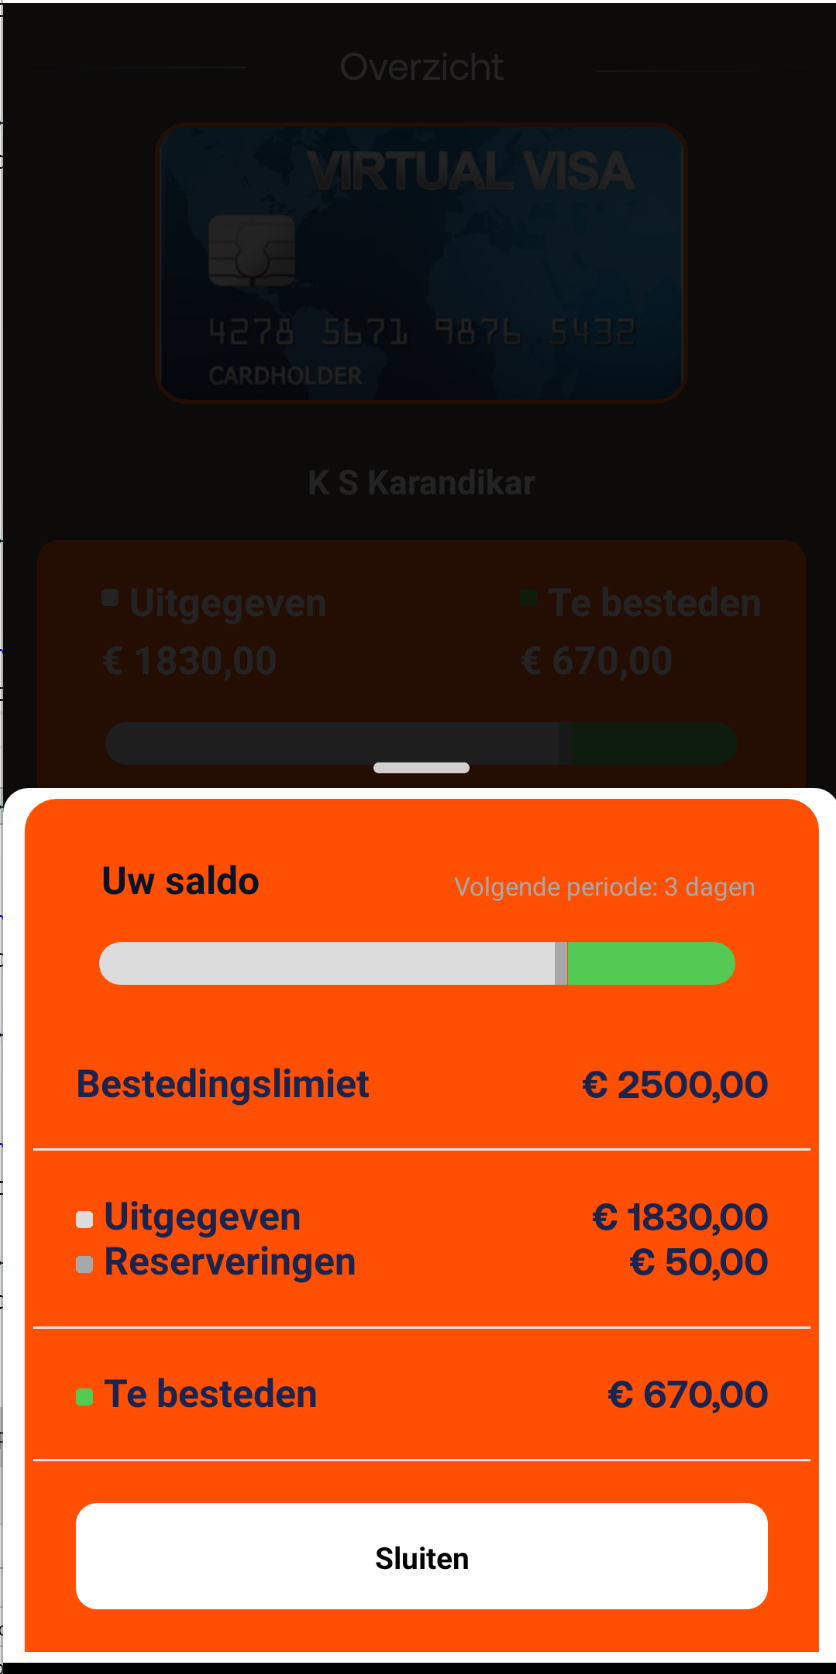 Overzicht
VIRTUAL VISA
4278 5671 9876 5432
CARDHOLDER
K S Karandikar
Uitgegeven Te besteden
€ 1830,00 € 670,00
Uw saldo Volgende periode: 3 dagen
Bestedingslimiet € 2500,00
Uitgegeven € 1830,00
Reserveringen € 50,00
Te besteden € 670,00
Sluiten